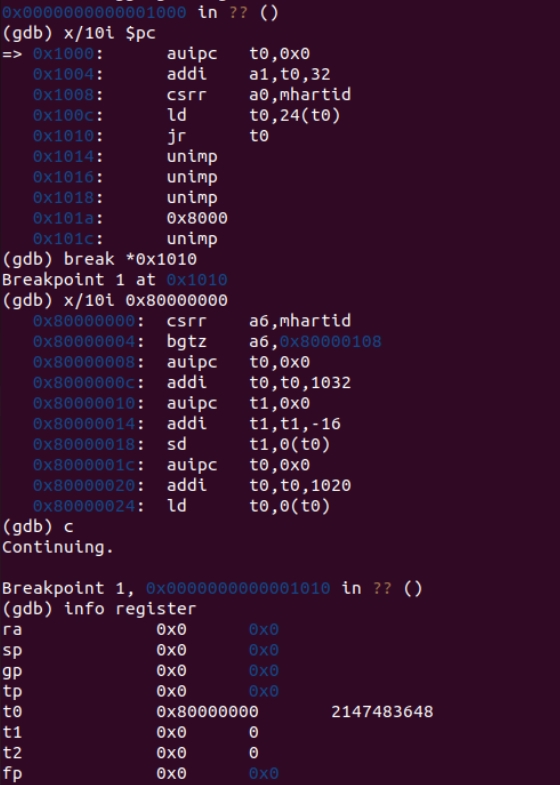 0x0000000000001000 in ?? ()
(gdb) x/10i $pc
=> 0x1000: auipc t0,0x0
0x1004: addi a1,t0,32
0x1008: csrr a0,mhartid
0x100c: ld t0,24(t0)
0x1010: jr t0
0x1014: unimp
0x1016: unimp
0x1018: unimp
0x101a: 0x8000
0x101c: unimp
(gdb) break *0x1010
Breakpoint 1 at 0x1010
(gdb) x/10i 0x80000000
0x80000000: csrr a6,mhartid
0x80000004: bgtz a6,0x80000108
0x80000008: auipc t0,0x0
0x8000000c: addi t0,t0,1032
0x80000010: auipc t1,0x0
0x80000014: addi t1,t1,-16
0x80000018: sd t1,0(t0)
0x8000001c: auipc t0,0x0
0x80000020: addi t0,t0,1020
0x80000024: ld t0,0(t0)
(gdb) c
Continuing.
Breakpoint 1, 0x0000000000001010 in ?? ()
(gdb) info register
ra 0x0 0x0
sp 0x0 0x0
gp 0x0 0x0
tp 0x0 0x0
t0 0x80000000 2147483648
t1 0x0 0
t2 0x0 0
fp 0x0 0x0